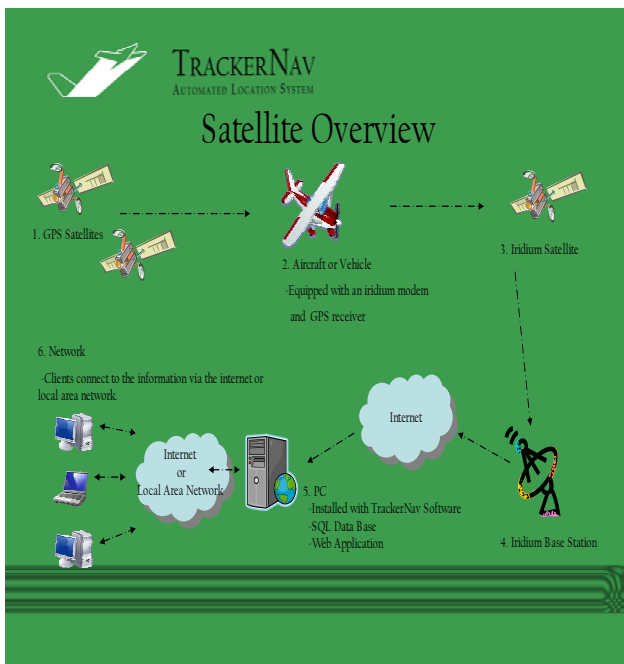 TRACKERNAV
AUTOMATED LOCATION SYSTEM
Satellite Overview
1. GPS Satellites
2. Aircraft or Vehicle
-Equipped with an iridium modem
and GPS receiver
3. Iridium Satellite
4. Iridium Base Station
Internet
5. PC
-Installed with TrackerNav Software
-SQL Data Base
-Web Application
6. Network
-Clients connect to the information via the internet or
local area network.
Internet
or
Local Area Network